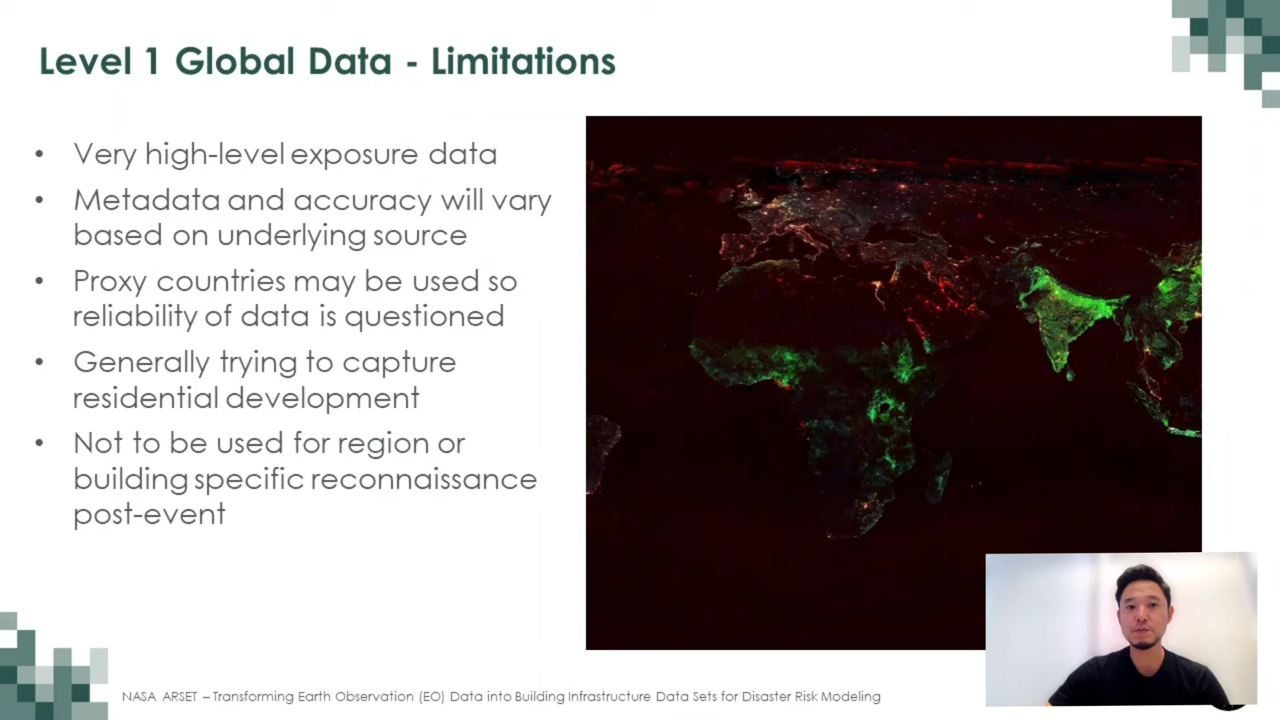 Level 1 Global Data - Limitations
• Very high-level exposure data
• Metadata and accuracy will vary
based on underlying source
• Proxy countries may be used so
reliability of data is questioned
• Generally trying to capture
residential development
• Not to be used for region or
building specific reconnaissance
post-event
NASA ARSET – Transforming Earth Observation (EO) Data into Building Infrastructure Data Sets for Disaster Risk Modeling